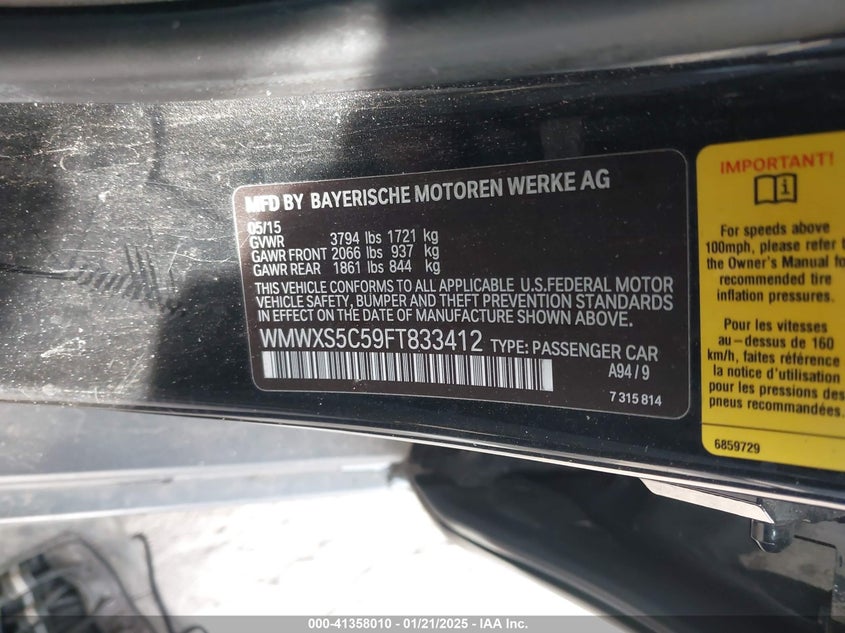 MFD BY BAYERISCHE MOTOREN WERKE AG
05/15
GVWR 3794 lbs 1721 kg
GAWR FRONT 2066 lbs 937 kg
GAWR REAR 1861 lbs 844 kg
THIS VEHICLE CONFORMS TO ALL APPLICABLE U.S.FEDERAL MOTOR
VEHICLE SAFETY, BUMPER AND THEFT PREVENTION STANDARDS
IN EFFECT ON THE DATE OF MANUFACTURE SHOWN ABOVE.
WMWXS5C59FT833412 TYPE: PASSENGER CAR
A94/9
7 315 814
IMPORTANT!
For speeds above
100mph, please refer t
the Owner's Manual fo
recommended tire
inflation pressures.
Pour les vitesses
au-dessus de 160
km/h, faites référence
la notice d'utilisation
pour les pressions des
pneus recommandées.
6859729
000-41358010 - 01/21/2025 - IAA Inc.